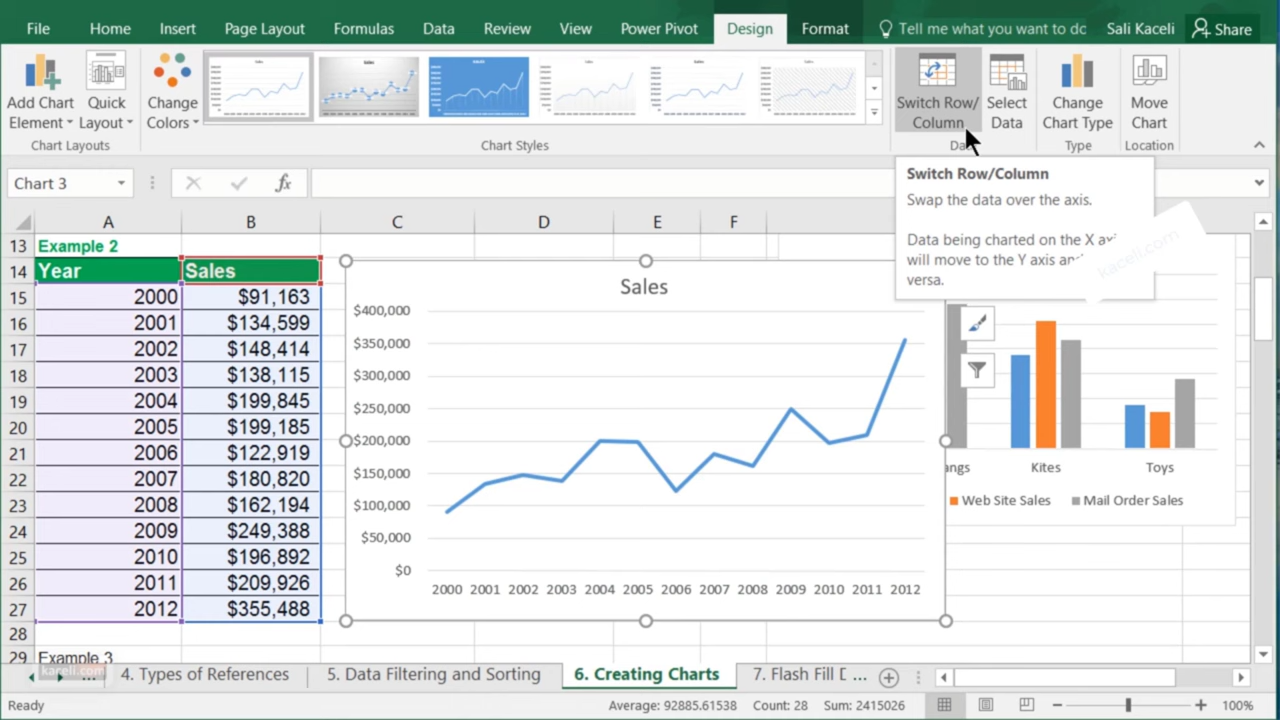 File Home Insert Page Layout Formulas Data Review View Power Pivot Design Format Tell me what you want to do Sali Kaceli Share
Add Chart Element
Quick Layout
Change Colors
Switch Row/
Column
Select
Data
Change
Chart Type
Move
Chart
Chart Layouts Chart Styles Type Location
Chart 3 fx
Switch Row/Column
Swap the data over the axis.
Data being charted on the X axi
will move to the Y axis and
versa.
kaceli.com
A B C D E F
13 Example 2
14 Year Sales
15 2000 $91,163
16 2001 $134,599
17 2002 $148,414
18 2003 $138,115
19 2004 $199,845
20 2005 $199,185
21 2006 $122,919
22 2007 $180,820
23 2008 $162,194
24 2009 $249,388
25 2010 $196,892
26 2011 $209,926
27 2012 $355,488
28
29 Example 3
Sales
$400,000
$350,000
$300,000
$250,000
$200,000
$150,000
$100,000
$50,000
$0
2000 2001 2002 2003 2004 2005 2006 2007 2008 2009 2010 2011 2012
angs Kites Toys
Web Site Sales Mail Order Sales
kaceli.com
... 4. Types of References 5. Data Filtering and Sorting 6. Creating Charts 7. Flash Fill D ...
Ready Average: 92885.61538 Count: 28 Sum: 2415026 100%